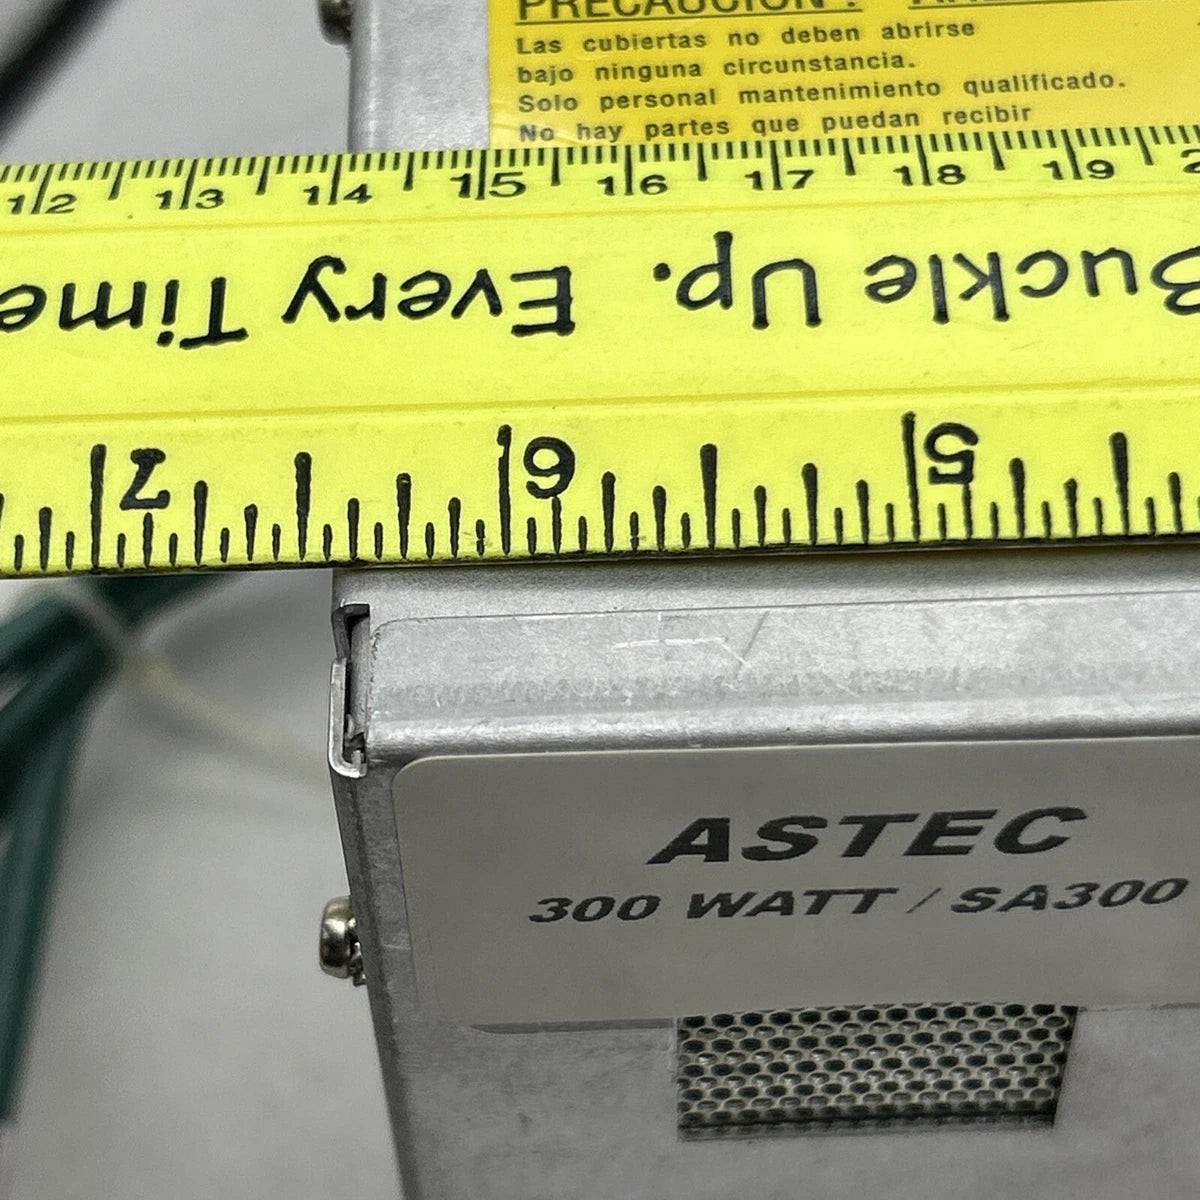 PRECAUCION :
Las cubiertas no deben abrirse
bajo ninguna circunstancia.
Solo personal mantenimiento qualificado.
No hay partes que puedan recibir
12 13 14 15 16 17 18 19
Buckle Up. Every Time
7 6 5
ASTEC
300 WATT / SA300